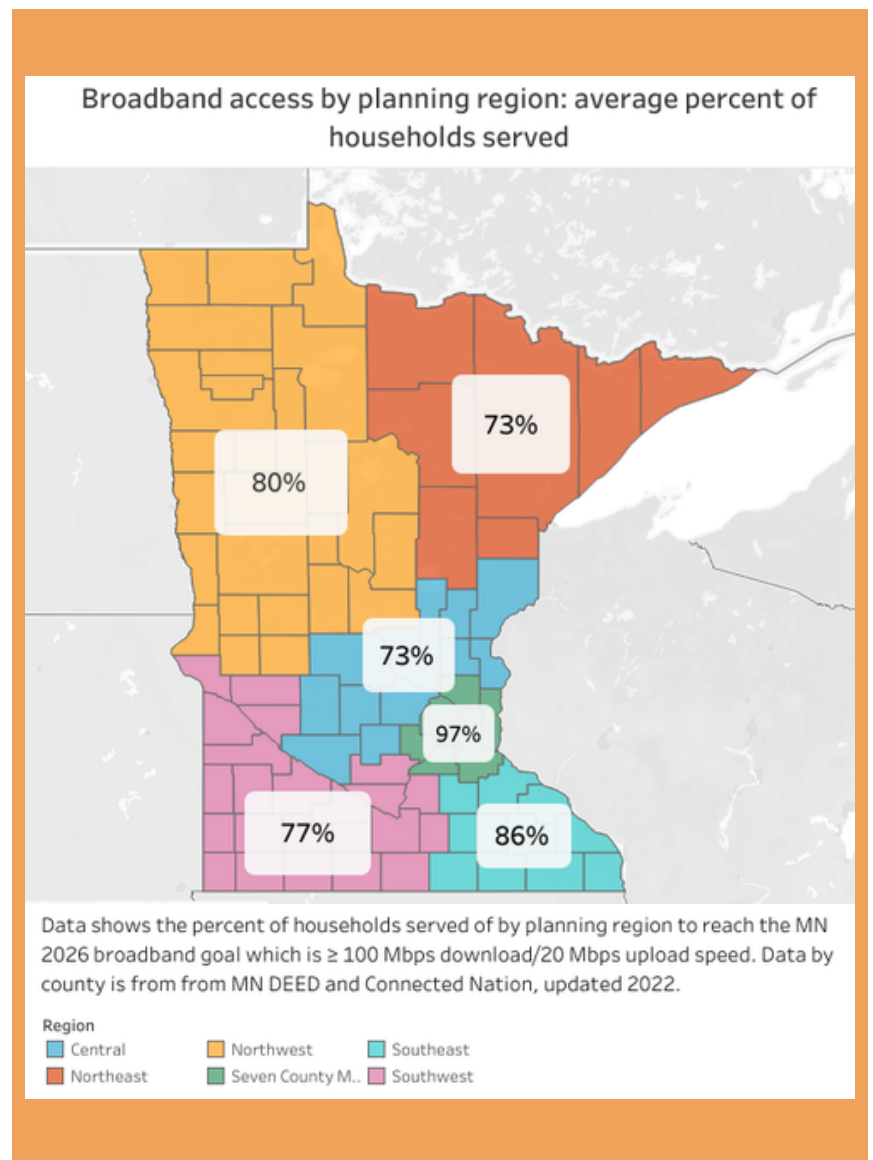 Broadband access by planning region: average percent of
households served
73%
80%
73%
97%
77%
86%
Data shows the percent of households served of by planning region to reach the MN
2026 broadband goal which is ≥ 100 Mbps download/20 Mbps upload speed. Data by
county is from from MN DEED and Connected Nation, updated 2022.
Region
Central
Northwest
Southeast
Northeast
Seven County M..
Southwest